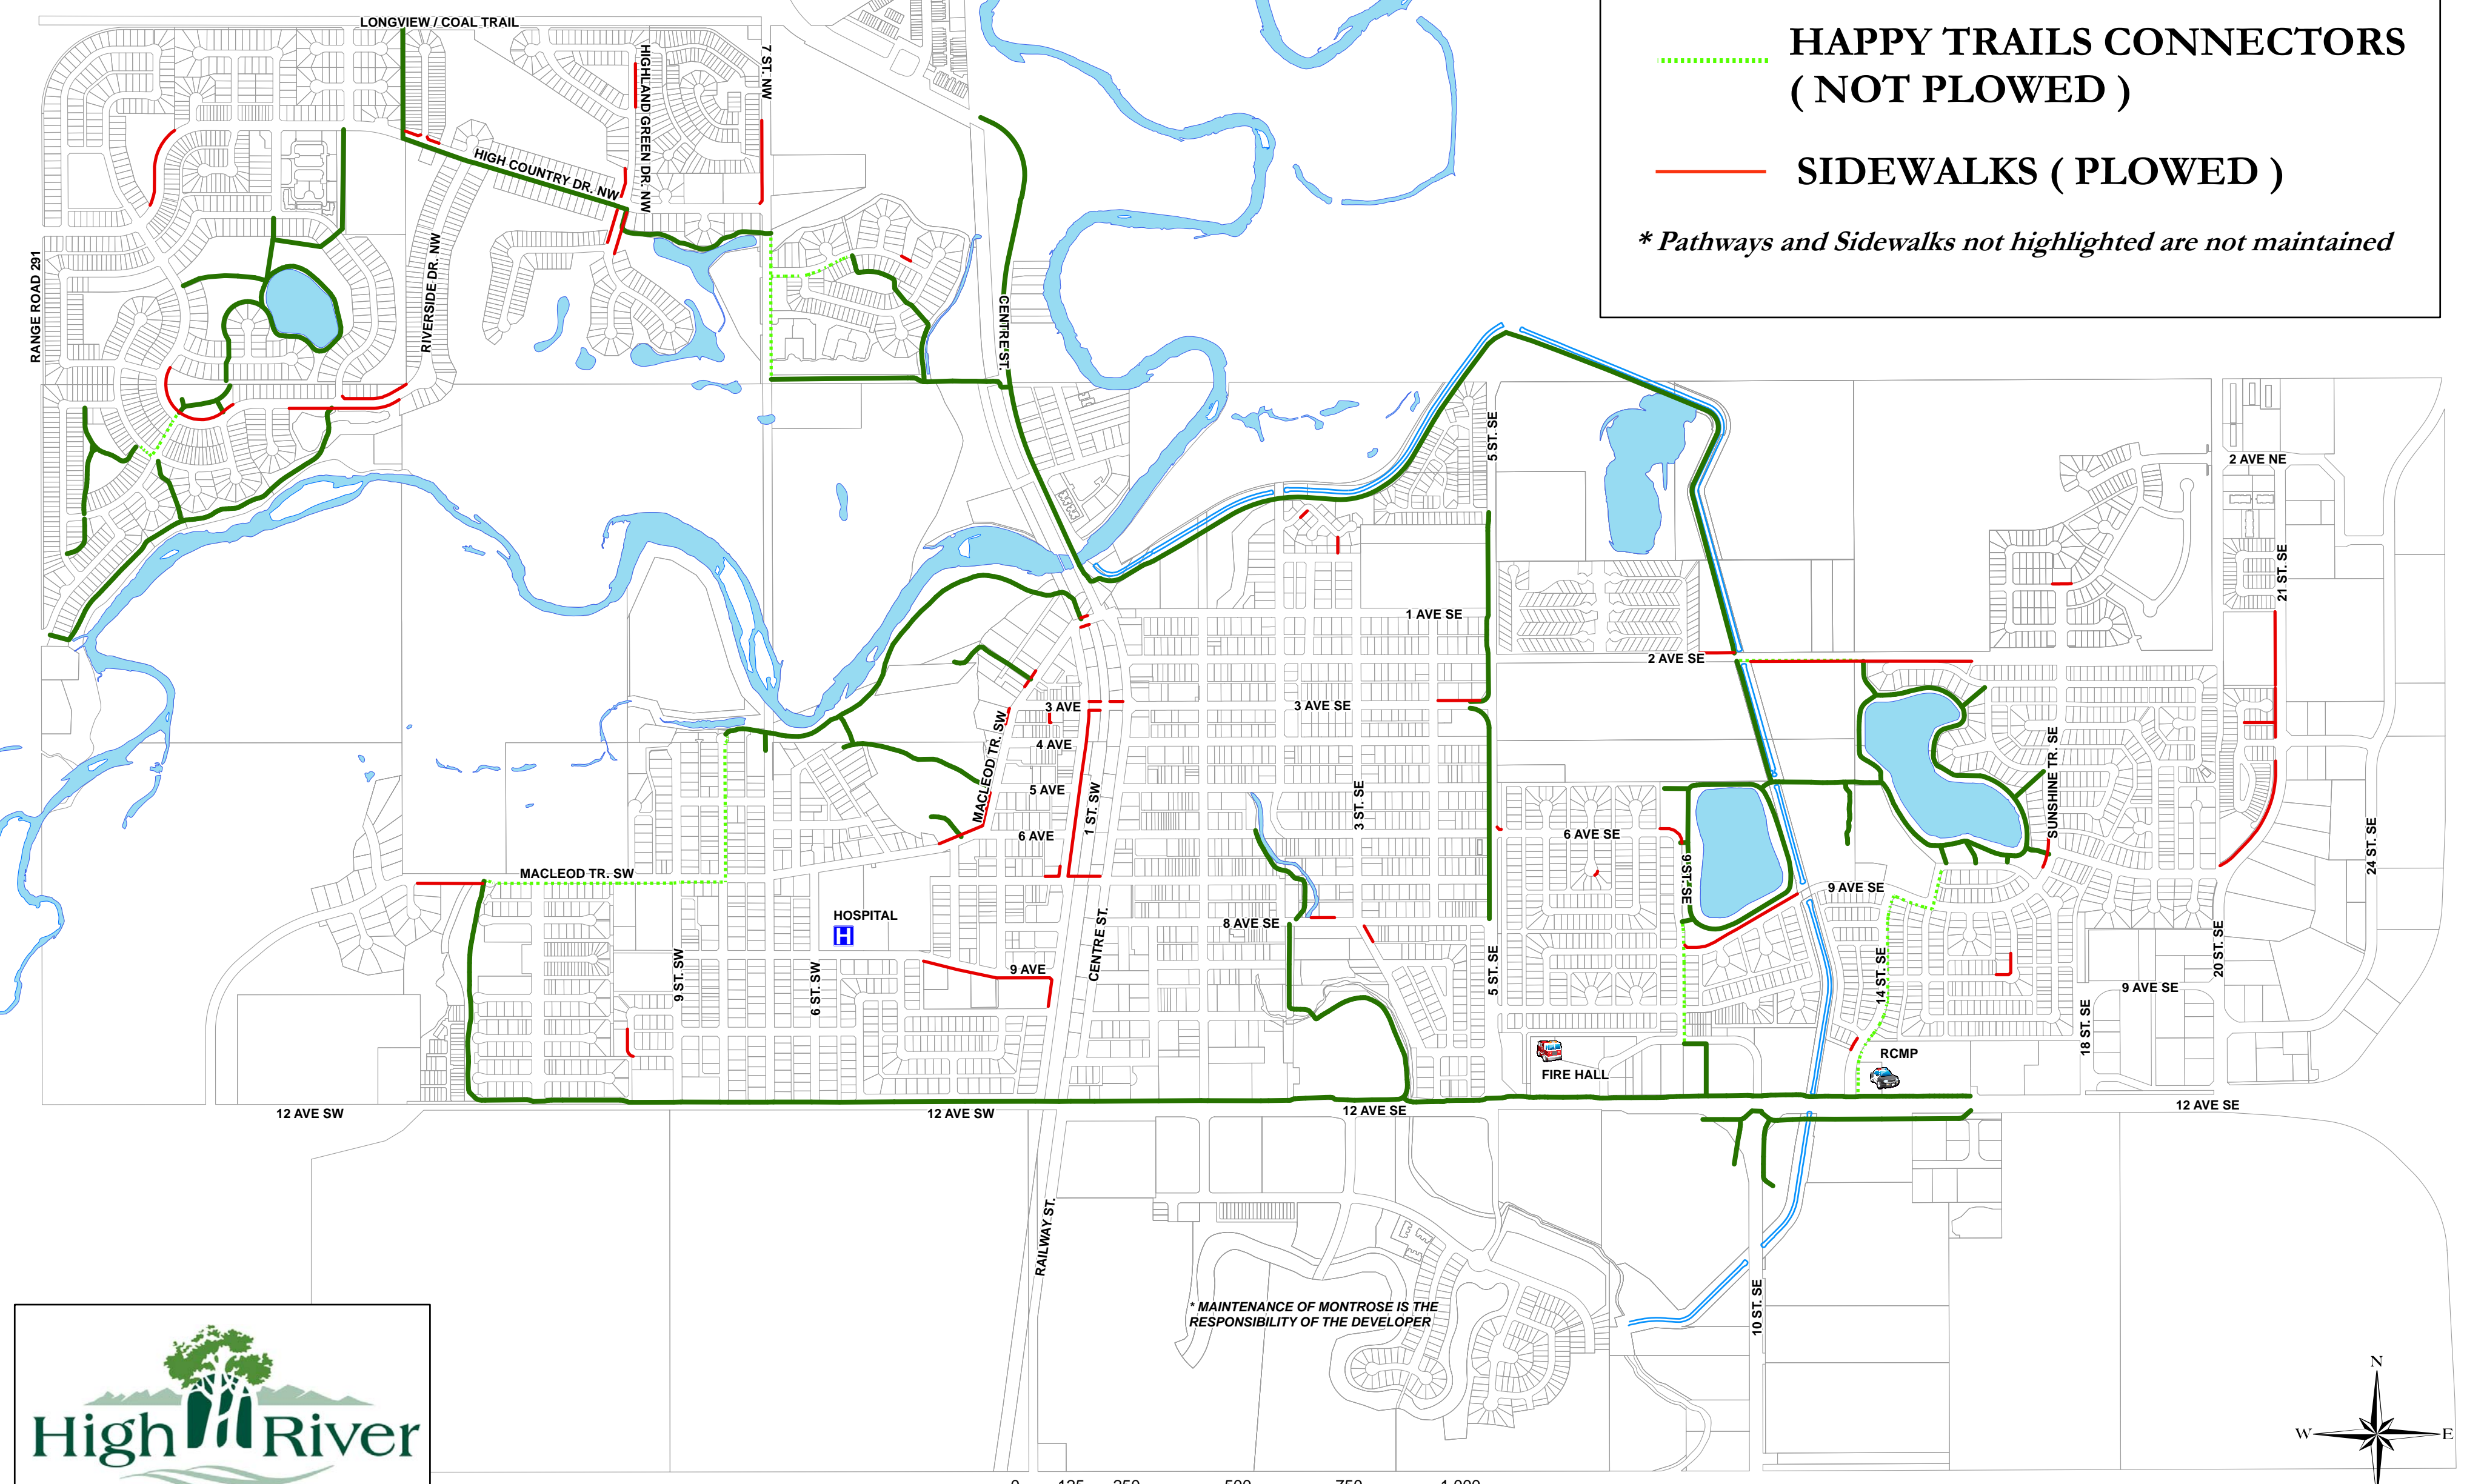 LONGVIEW / COAL TRAIL
HAPPY TRAILS CONNECTORS
( NOT PLOWED )
SIDEWALKS ( PLOWED )
* Pathways and Sidewalks not highlighted are not maintained
7 ST. NW
HIGHLAND GREEN DR. NW
HIGH COUNTRY DR. NW
RIVERSIDE DR. NW
RANGE ROAD 291
CENTRE ST.
5 ST. SE
2 AVE NE
21 ST. SE
1 AVE SE
2 AVE SE
3 AVE
3 AVE SE
MACLEOD TR. SW
4 AVE
5 AVE
1 ST. SW
3 ST. SE
6 AVE
6 AVE SE
SUNSHINE TR. SE
24 ST. SE
MACLEOD TR. SW
9 ST. SE
9 AVE SE
HOSPITAL
H
8 AVE SE
CENTRE ST.
9 AVE
9 ST. SW
6 ST. SW
5 ST. SE
14 ST. SE
20 ST. SE
9 AVE SE
18 ST. SE
RCMP
FIRE HALL
12 AVE SW
12 AVE SW
12 AVE SE
12 AVE SE
RAILWAY ST.
10 ST. SE
* MAINTENANCE OF MONTROSE IS THE
RESPONSIBILITY OF THE DEVELOPER
High River
N
W
E
0 125 250 500 750 1,000